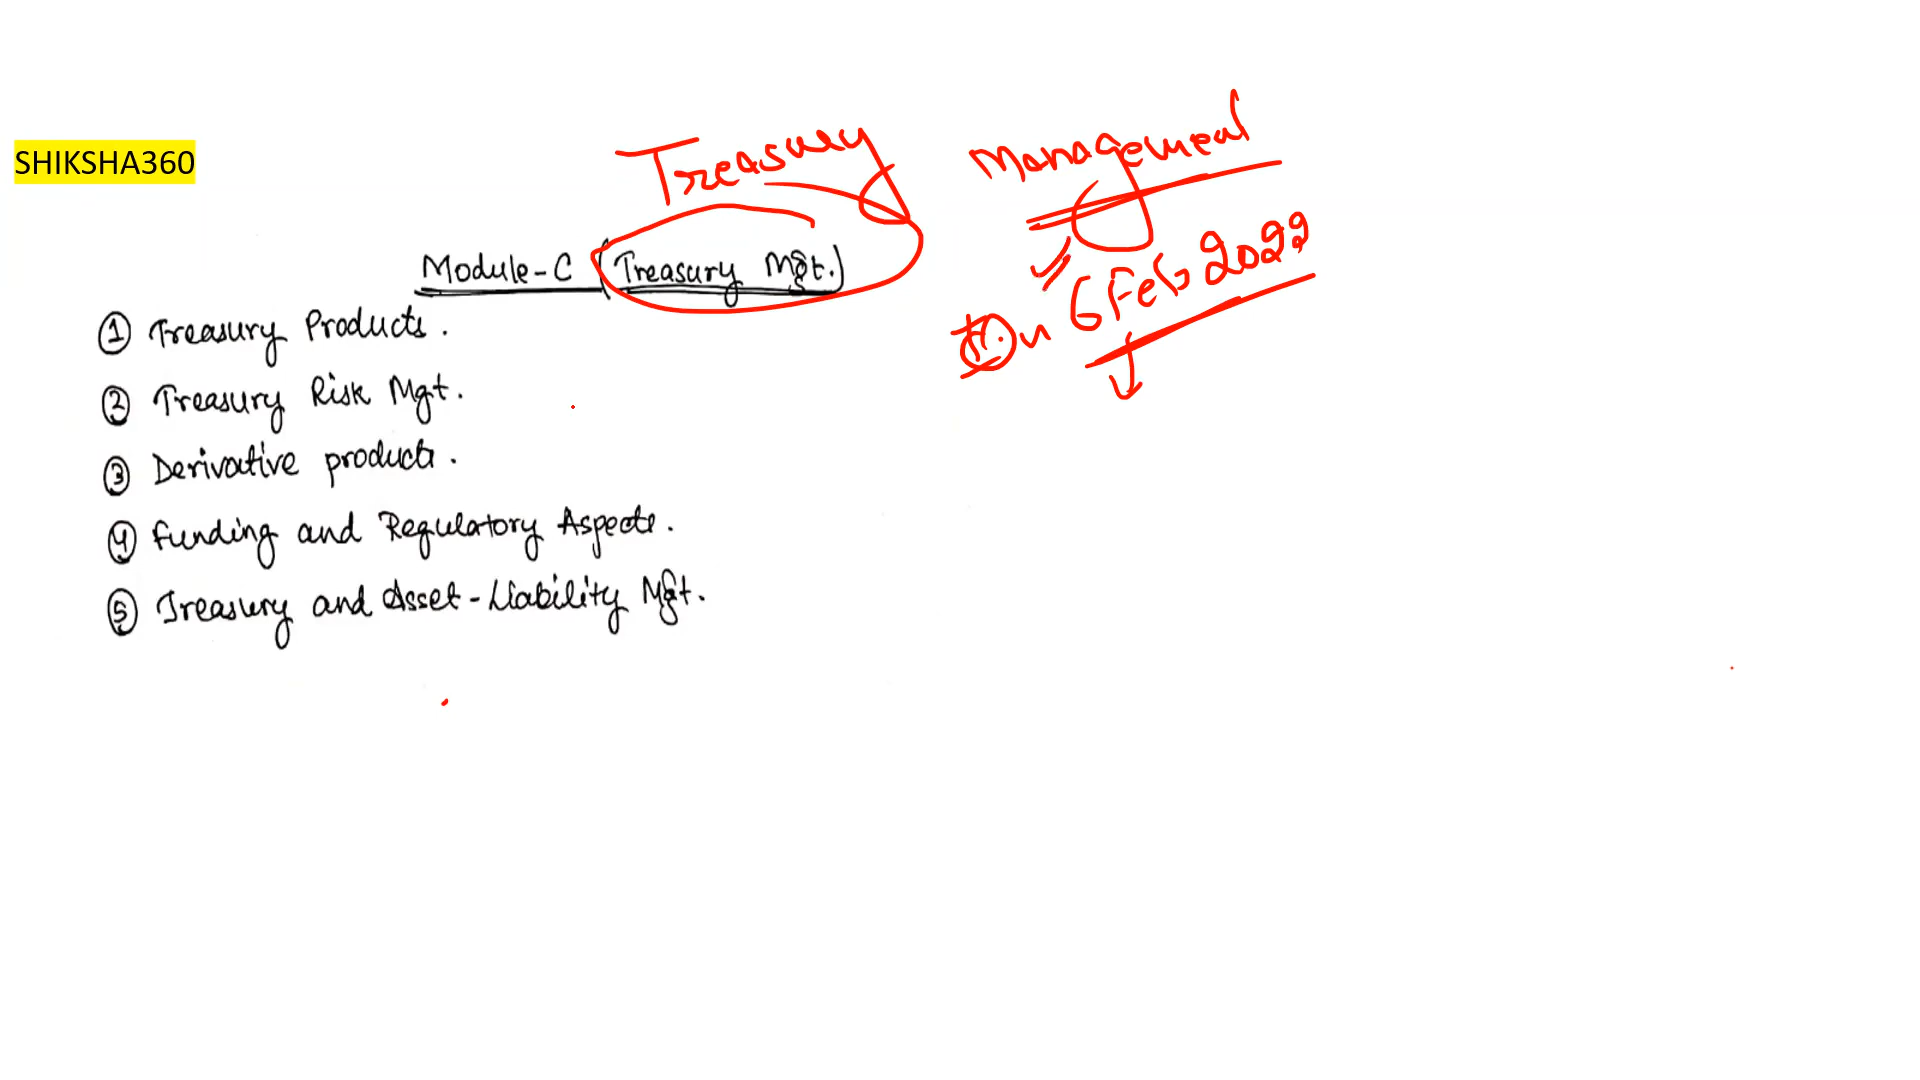 SHIKSHA360
Treasury Management
Module-C (Treasury Mgt.)
On 6 Feb 2022
① Treasury Products.
② Treasury Risk Mgt.
③ Derivative products.
④ Funding and Regulatory Aspects.
⑤ Treasury and Asset-Liability Mgt.